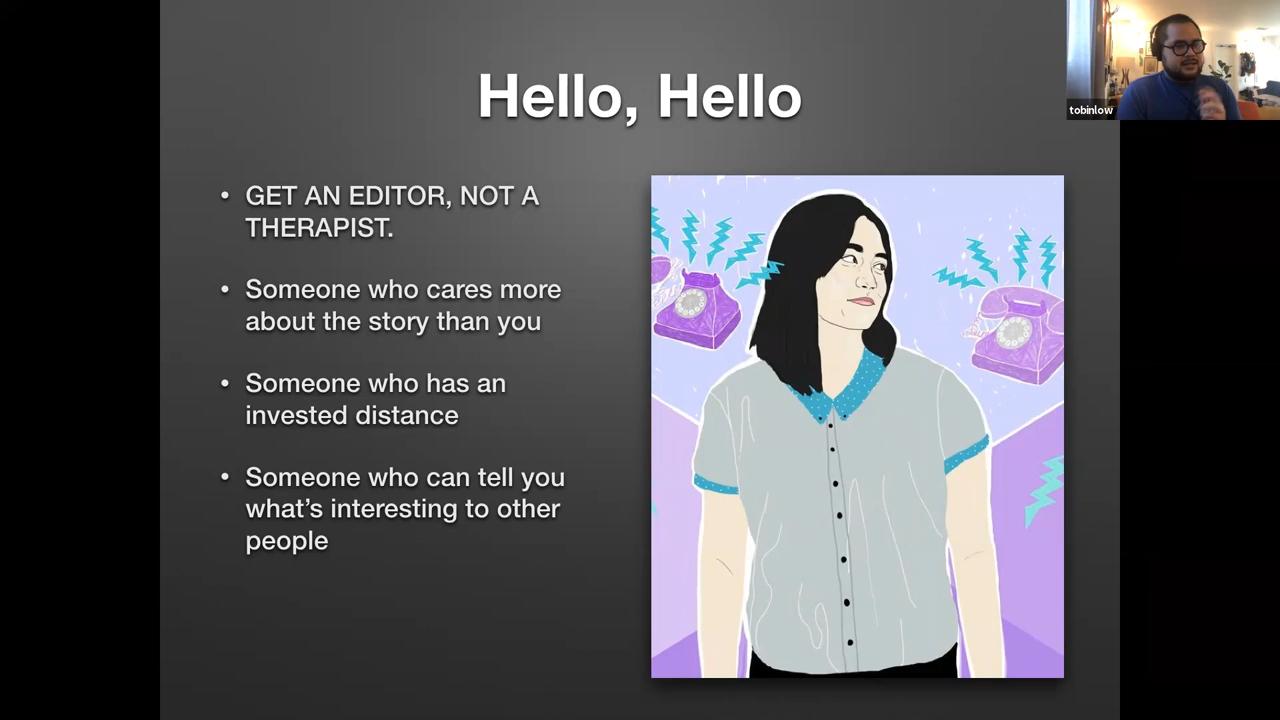 Hello, Hello
tobinlow
• GET AN EDITOR, NOT A
THERAPIST.
• Someone who cares more
about the story than you
• Someone who has an
invested distance
• Someone who can tell you
what’s interesting to other
people